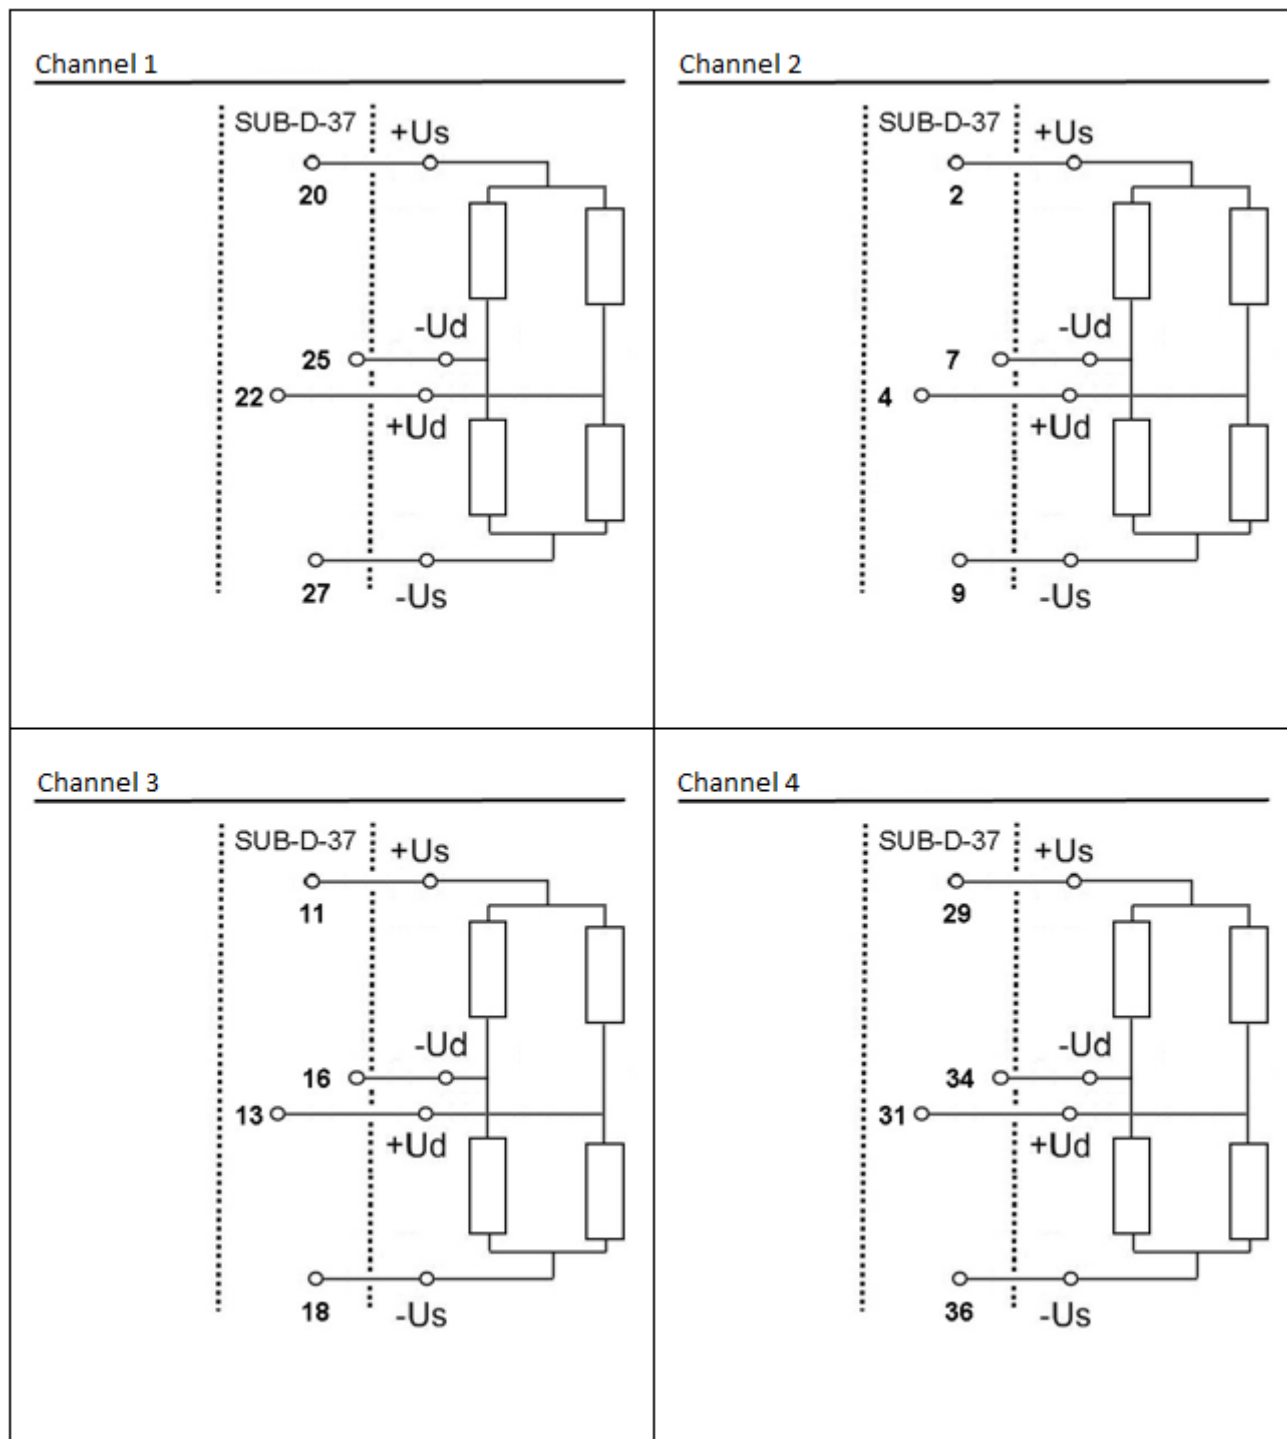 Channel 1
SUB-D-37
+Us
20
-Ud
25
22
+Ud
27
-Us
Channel 2
SUB-D-37
+Us
2
-Ud
7
4
+Ud
9
-Us
Channel 3
SUB-D-37
+Us
11
-Ud
16
13
+Ud
18
-Us
Channel 4
SUB-D-37
+Us
29
-Ud
34
31
+Ud
36
-Us